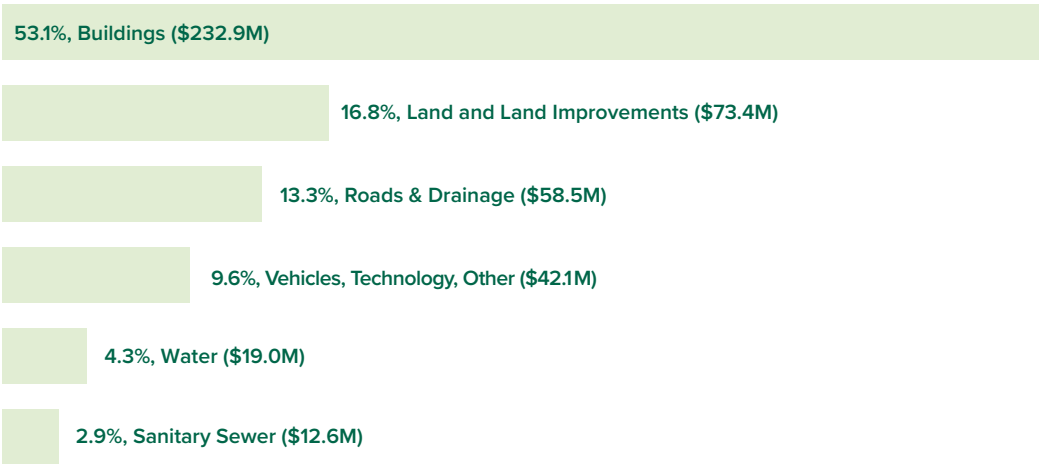 53.1%, Buildings ($232.9M)
16.8%, Land and Land Improvements ($73.4M)
13.3%, Roads & Drainage ($58.5M)
9.6%, Vehicles, Technology, Other ($42.1M)
4.3%, Water ($19.0M)
2.9%, Sanitary Sewer ($12.6M)